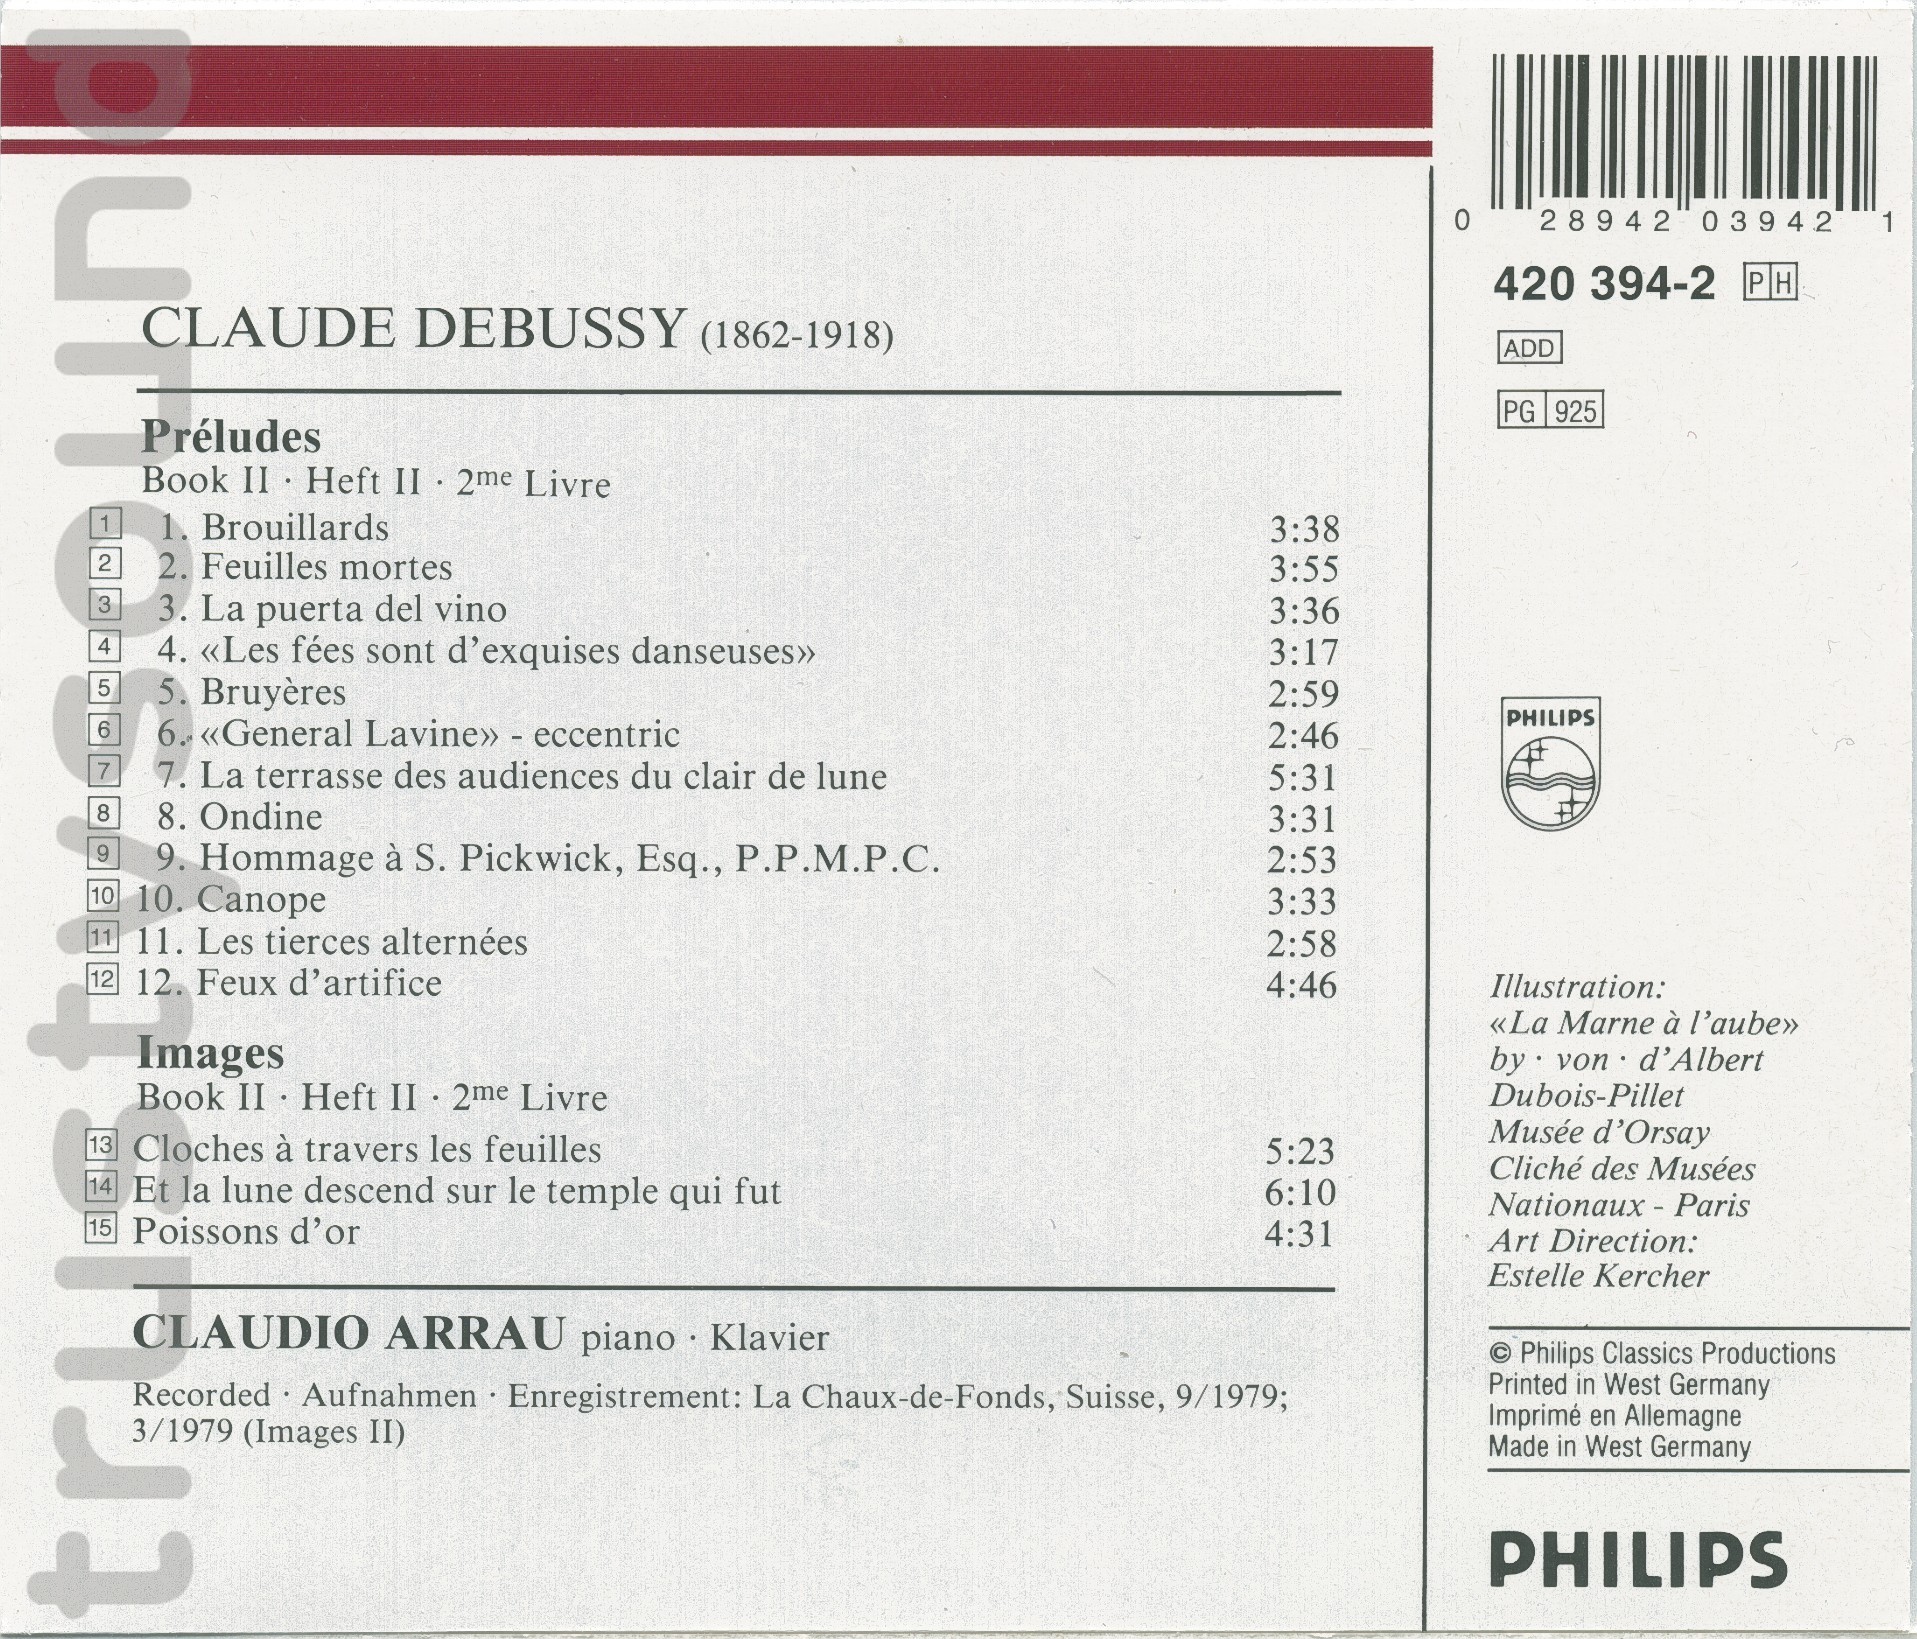 CLAUDE DEBUSSY (1862-1918)
Préludes
Book II · Heft II · 2me Livre
1 1. Brouillards 3:38
2 2. Feuilles mortes 3:55
3 3. La puerta del vino 3:36
4 4. «Les fées sont d'exquises danseuses» 3:17
5 5. Bruyères 2:59
6 6. «General Lavine» - eccentric 2:46
7 7. La terrasse des audiences du clair de lune 5:31
8 8. Ondine 3:31
9 9. Hommage à S. Pickwick, Esq., P.P.M.P.C. 2:53
10 10. Canope 3:33
11 11. Les tierces alternées 2:58
12 12. Feux d'artifice 4:46
Images
Book II · Heft II · 2me Livre
13 Cloches à travers les feuilles 5:23
14 Et la lune descend sur le temple qui fut 6:10
15 Poissons d'or 4:31
CLAUDIO ARRAU piano · Klavier
Recorded · Aufnahmen · Enregistrement: La Chaux-de-Fonds, Suisse, 9/1979;
3/1979 (Images II)
0 28942 03942 1
420 394-2 PH
ADD
PG 925
PHILIPS
Illustration:
«La Marne à l'aube»
by · von · d'Albert
Dubois-Pillet
Musée d'Orsay
Cliché des Musées
Nationaux - Paris
Art Direction:
Estelle Kercher
© Philips Classics Productions
Printed in West Germany
Imprimé en Allemagne
Made in West Germany
PHILIPS
trustysound